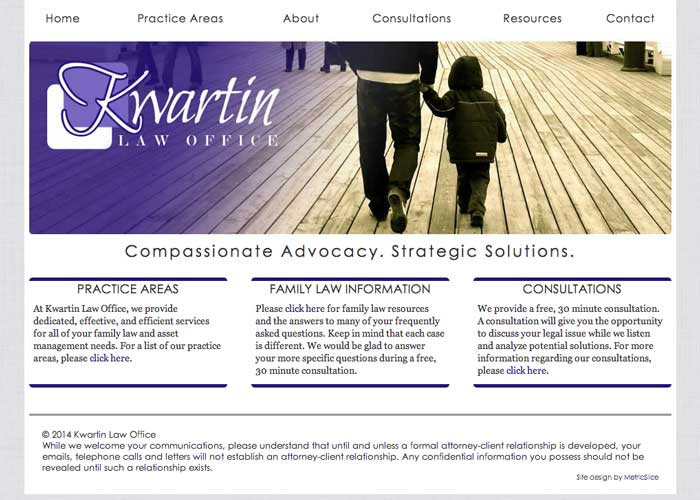 Home Practice Areas About Consultations Resources Contact
Kwartin
LAW OFFICE
Compassionate Advocacy. Strategic Solutions.
PRACTICE AREAS
At Kwartin Law Office, we provide
dedicated, effective, and efficient services
for all of your family law and asset
management needs. For a list of our practice
areas, please click here.
FAMILY LAW INFORMATION
Please click here for family law resources
and the answers to many of your frequently
asked questions. Keep in mind that each case
is different. We would be glad to answer
your more specific questions during a free,
30 minute consultation.
CONSULTATIONS
We provide a free, 30 minute consultation.
A consultation will give you the opportunity
to discuss your legal issue while we listen
and analyze potential solutions. For more
information regarding our consultations,
please click here.
© 2014 Kwartin Law Office
While we welcome your communications, please understand that until and unless a formal attorney-client relationship is developed, your
emails, telephone calls and letters will not establish an attorney-client relationship. Any confidential information you possess should not be
revealed until such a relationship exists.
Site design by MetricSlice